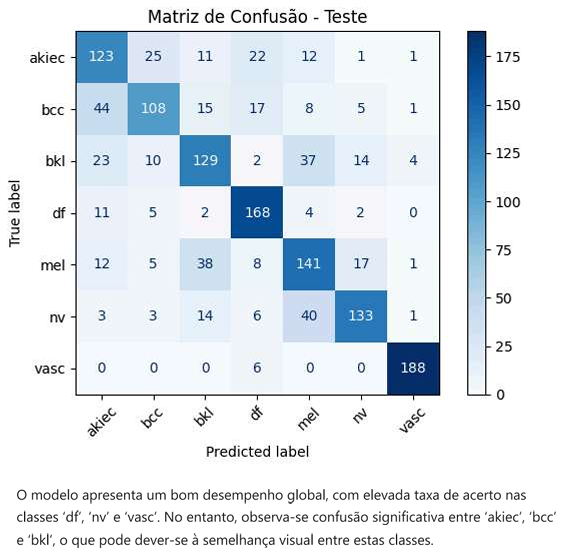 Matriz de Confusão - Teste
True label
akiec 123 25 11 22 12 1 1
bcc 44 108 15 17 8 5 1
bkl 23 10 129 2 37 14 4
df 11 5 2 168 4 2 0
mel 12 5 38 8 141 17 1
nv 3 3 14 6 40 133 1
vasc 0 0 0 6 0 0 188
akiec bcc bkl df mel nv vasc
Predicted label
175
150
125
100
75
50
25
0
O modelo apresenta um bom desempenho global, com elevada taxa de acerto nas
classes ‘df’, ‘nv’ e ‘vasc’. No entanto, observa-se confusão significativa entre ‘akiec’, ‘bcc’
e ‘bkl’, o que pode dever-se à semelhança visual entre estas classes.